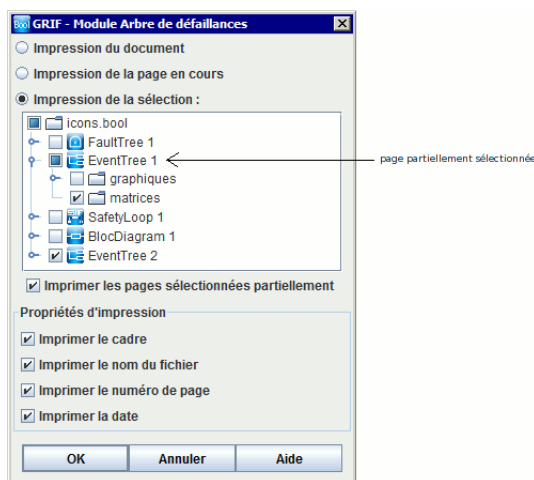 Boo GRIF - Module Arbre de défaillances
Impression du document
Impression de la page en cours
Impression de la sélection :
icons.bool
FaultTree 1
EventTree 1
page partiellement sélectionnée
graphiques
matrices
SafetyLoop 1
BlocDiagram 1
EventTree 2
Imprimer les pages sélectionnées partiellement
Propriétés d'impression
Imprimer le cadre
Imprimer le nom du fichier
Imprimer le numéro de page
Imprimer la date
OK Annuler Aide